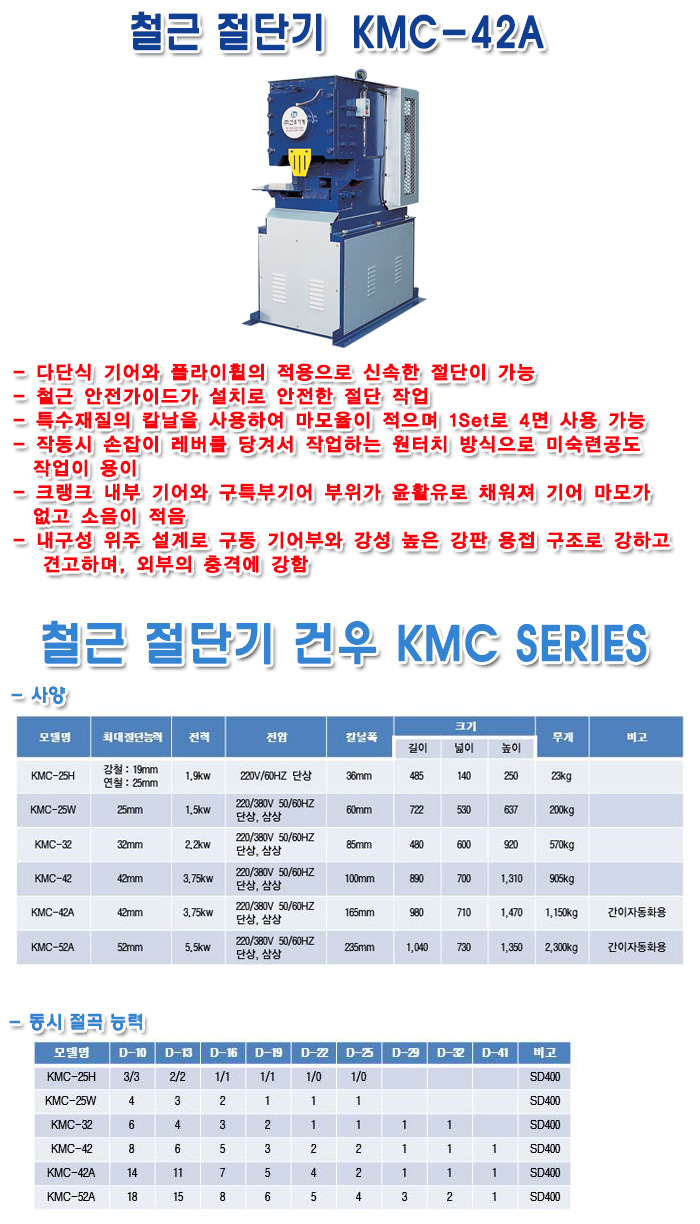 철근 절단기 KMC-42A
(주)건우기계
- 다단식 기어와 플라이휠의 적용으로 신속한 절단이 가능
- 철근 안전가이드가 설치로 안전한 절단 작업
- 특수재질의 칼날을 사용하여 마모율이 적으며 1Set로 4면 사용 가능
- 작동시 손잡이 레버를 당겨서 작업하는 원터치 방식으로 미숙련공도
작업이 용이
- 크랭크 내부 기어와 구특부기어 부위가 윤활유로 채워져 기어 마모가
없고 소음이 적음
- 내구성 위주 설계로 구동 기어부와 강성 높은 강판 용접 구조로 강하고
견고하며, 외부의 충격에 강함
철근 절단기 건우 KMC SERIES
- 사양
모델명 최대절단능력 전력 전압 칼날폭 크기 무게 비고
길이 넓이 높이
KMC-25H 강철 : 19mm 연철 : 25mm 1,9kw 220V/60HZ 단상 36mm 485 140 250 23kg
KMC-25W 25mm 1,5kw 220/380V 50/60HZ 단상, 삼상 60mm 722 530 637 200kg
KMC-32 32mm 2,2kw 220/380V 50/60HZ 단상, 삼상 85mm 480 600 920 570kg
KMC-42 42mm 3,75kw 220/380V 50/60HZ 단상, 삼상 100mm 890 700 1,310 905kg
KMC-42A 42mm 3,75kw 220/380V 50/60HZ 단상, 삼상 165mm 980 710 1,470 1,150kg 간이자동화용
KMC-52A 52mm 5,5kw 220/380V 50/60HZ 단상, 삼상 235mm 1,040 730 1,350 2,300kg 간이자동화용
- 동시 절곡 능력
모델명 D-10 D-13 D-16 D-19 D-22 D-25 D-29 D-32 D-41 비고
KMC-25H 3/3 2/2 1/1 1/1 1/0 1/0 SD400
KMC-25W 4 3 2 1 1 1 SD400
KMC-32 6 4 3 2 1 1 1 1 SD400
KMC-42 8 6 5 3 2 2 1 1 1 SD400
KMC-42A 14 11 7 5 4 2 1 1 1 SD400
KMC-52A 18 15 8 6 5 4 3 2 1 SD400